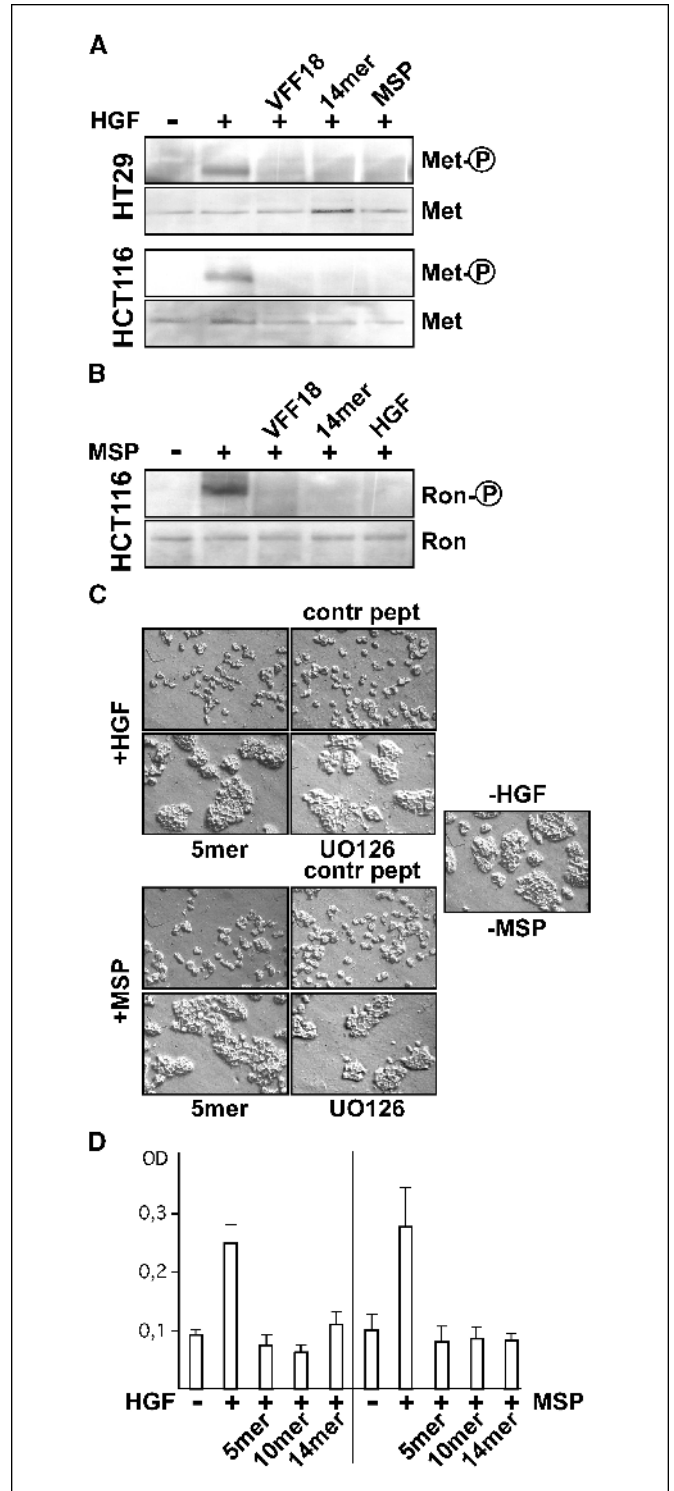 A
VFF18 14mer MSP
HGF - + + + +
HT29
Met-Ⓟ
Met
HCT116
Met-Ⓟ
Met
B
VFF18 14mer HGF
MSP - + + + +
HCT116
Ron-Ⓟ
Ron
C
contr pept
+HGF
5mer UO126
-HGF
-MSP
contr pept
+MSP
5mer UO126
D
OD
0,3
0,2
0,1
HGF - + + + + - + + + + MSP
5mer 10mer 14mer 5mer 10mer 14mer